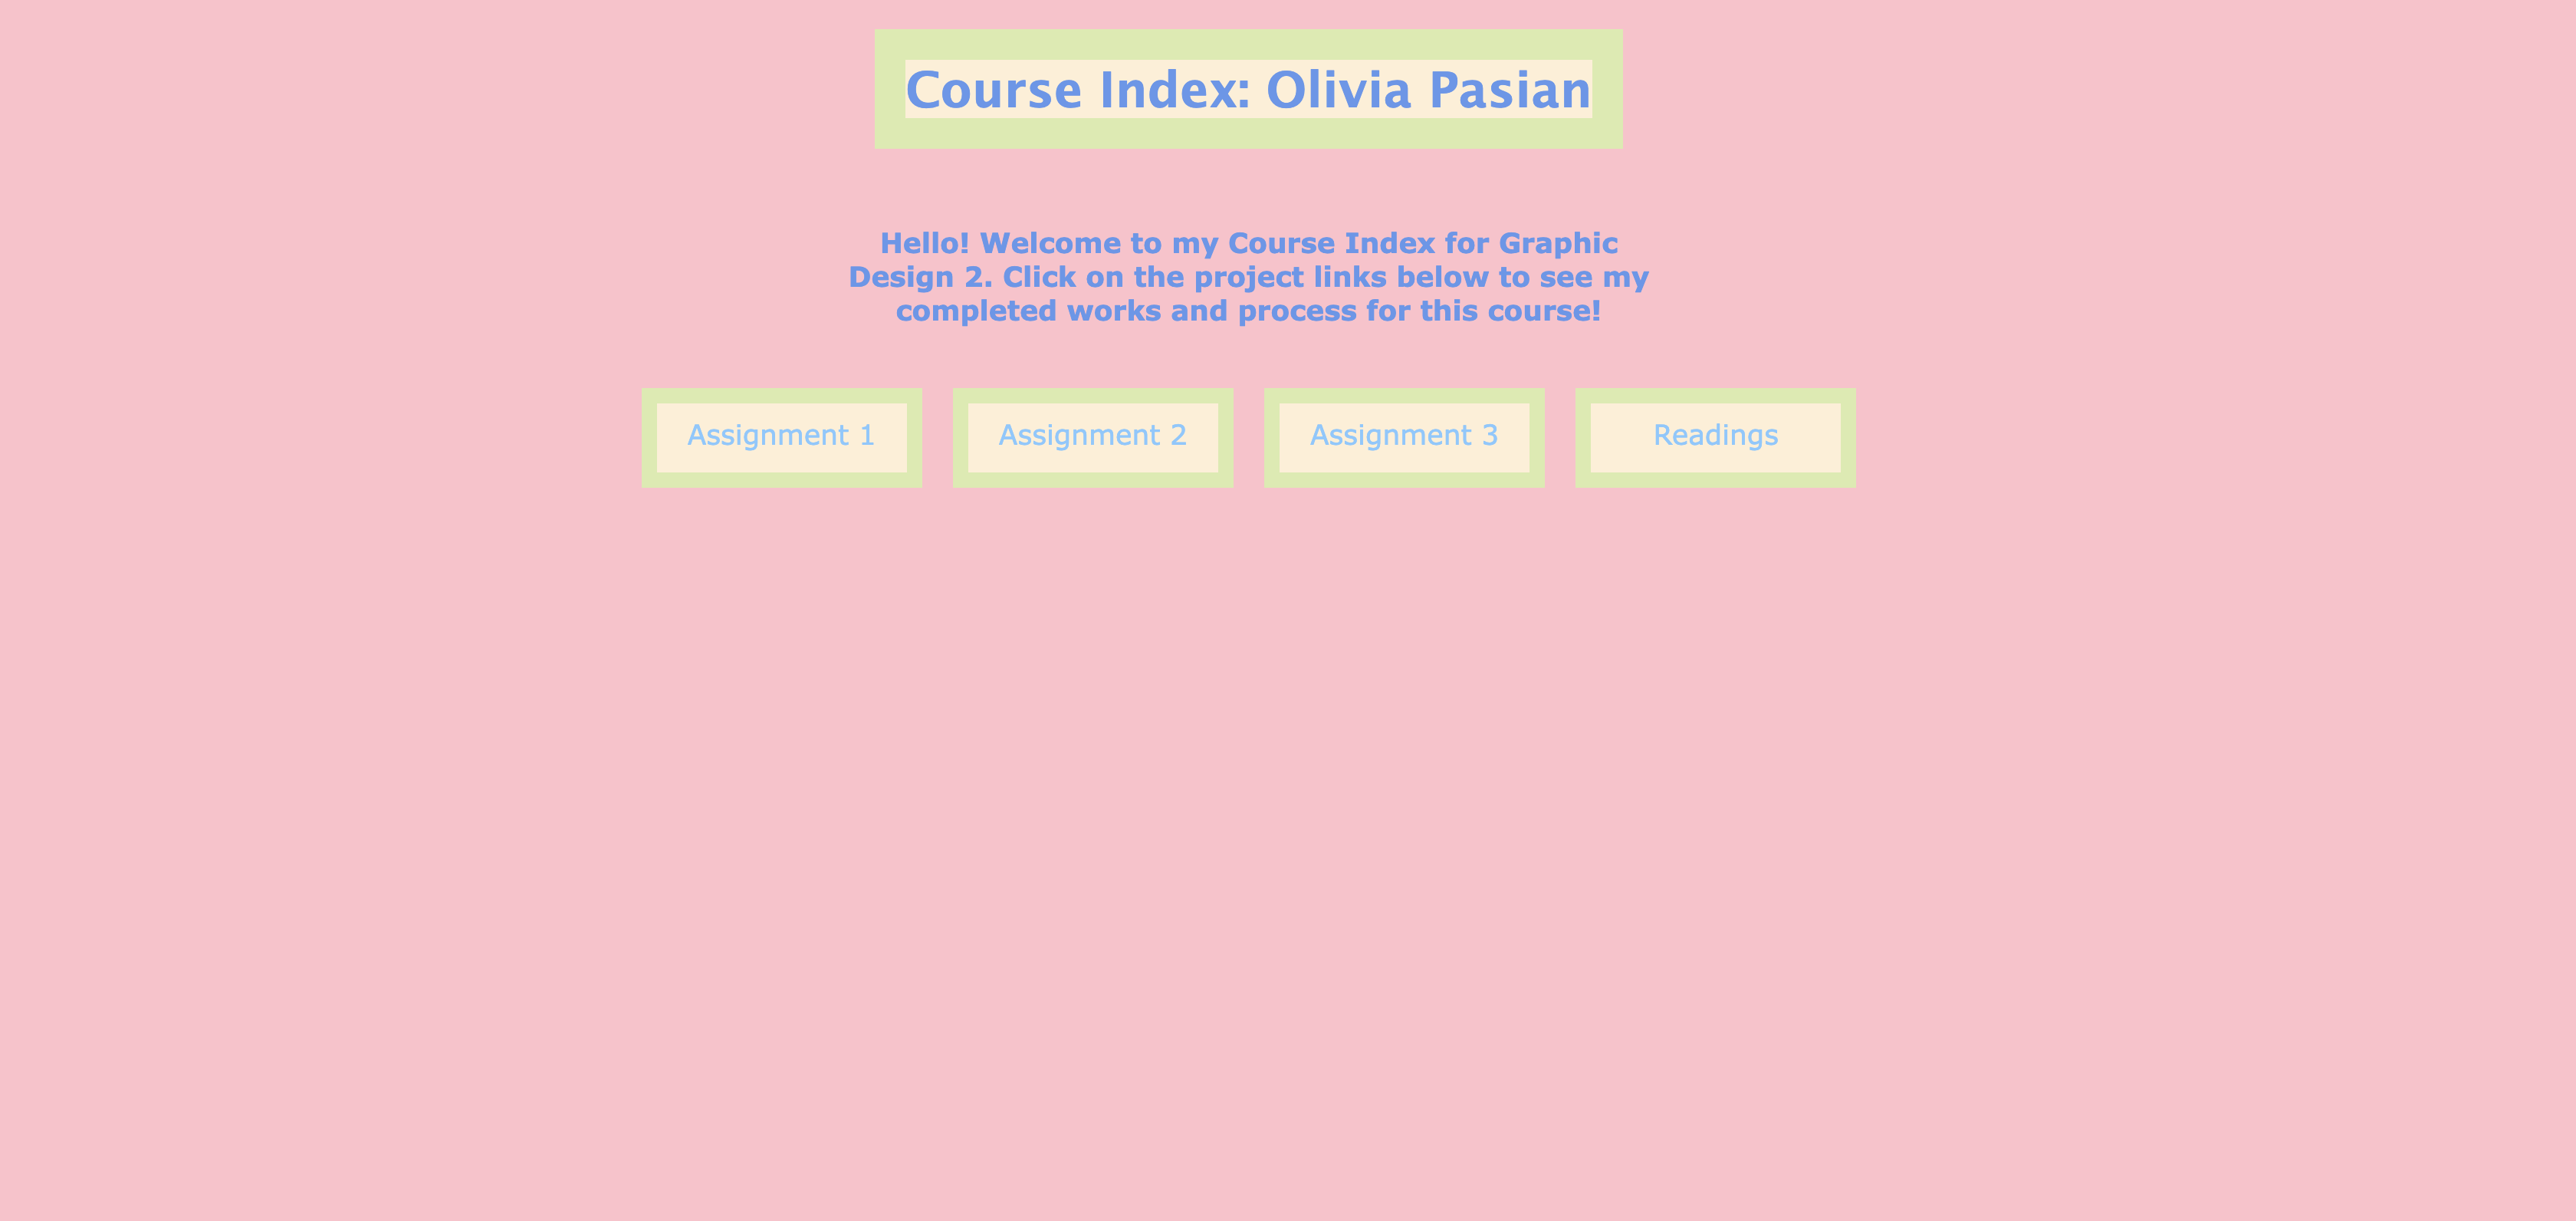 Course Index: Olivia Pasian
Hello! Welcome to my Course Index for Graphic
Design 2. Click on the project links below to see my
completed works and process for this course!
Assignment 1
Assignment 2
Assignment 3
Readings